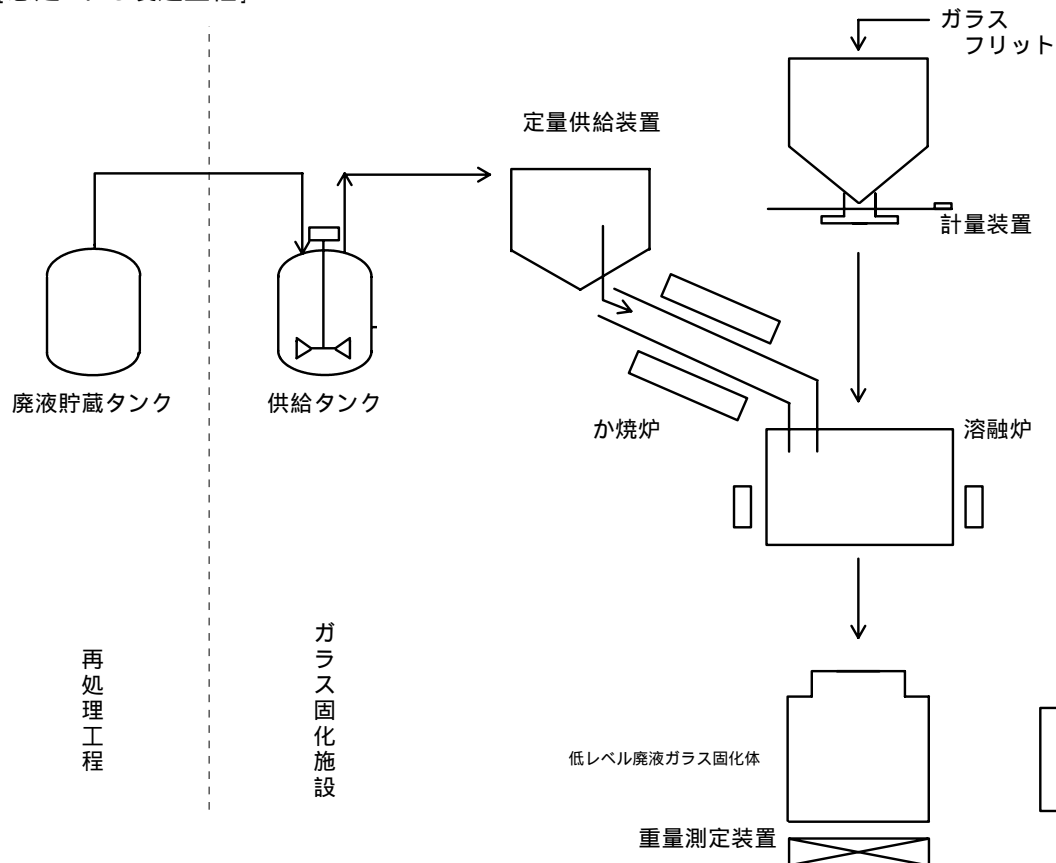 ガラス
フリット
定量供給装置
計量装置
廃液貯蔵タンク
供給タンク
か焼炉
溶融炉
再処理工程
ガラス固化施設
低レベル廃液ガラス固化体
重量測定装置